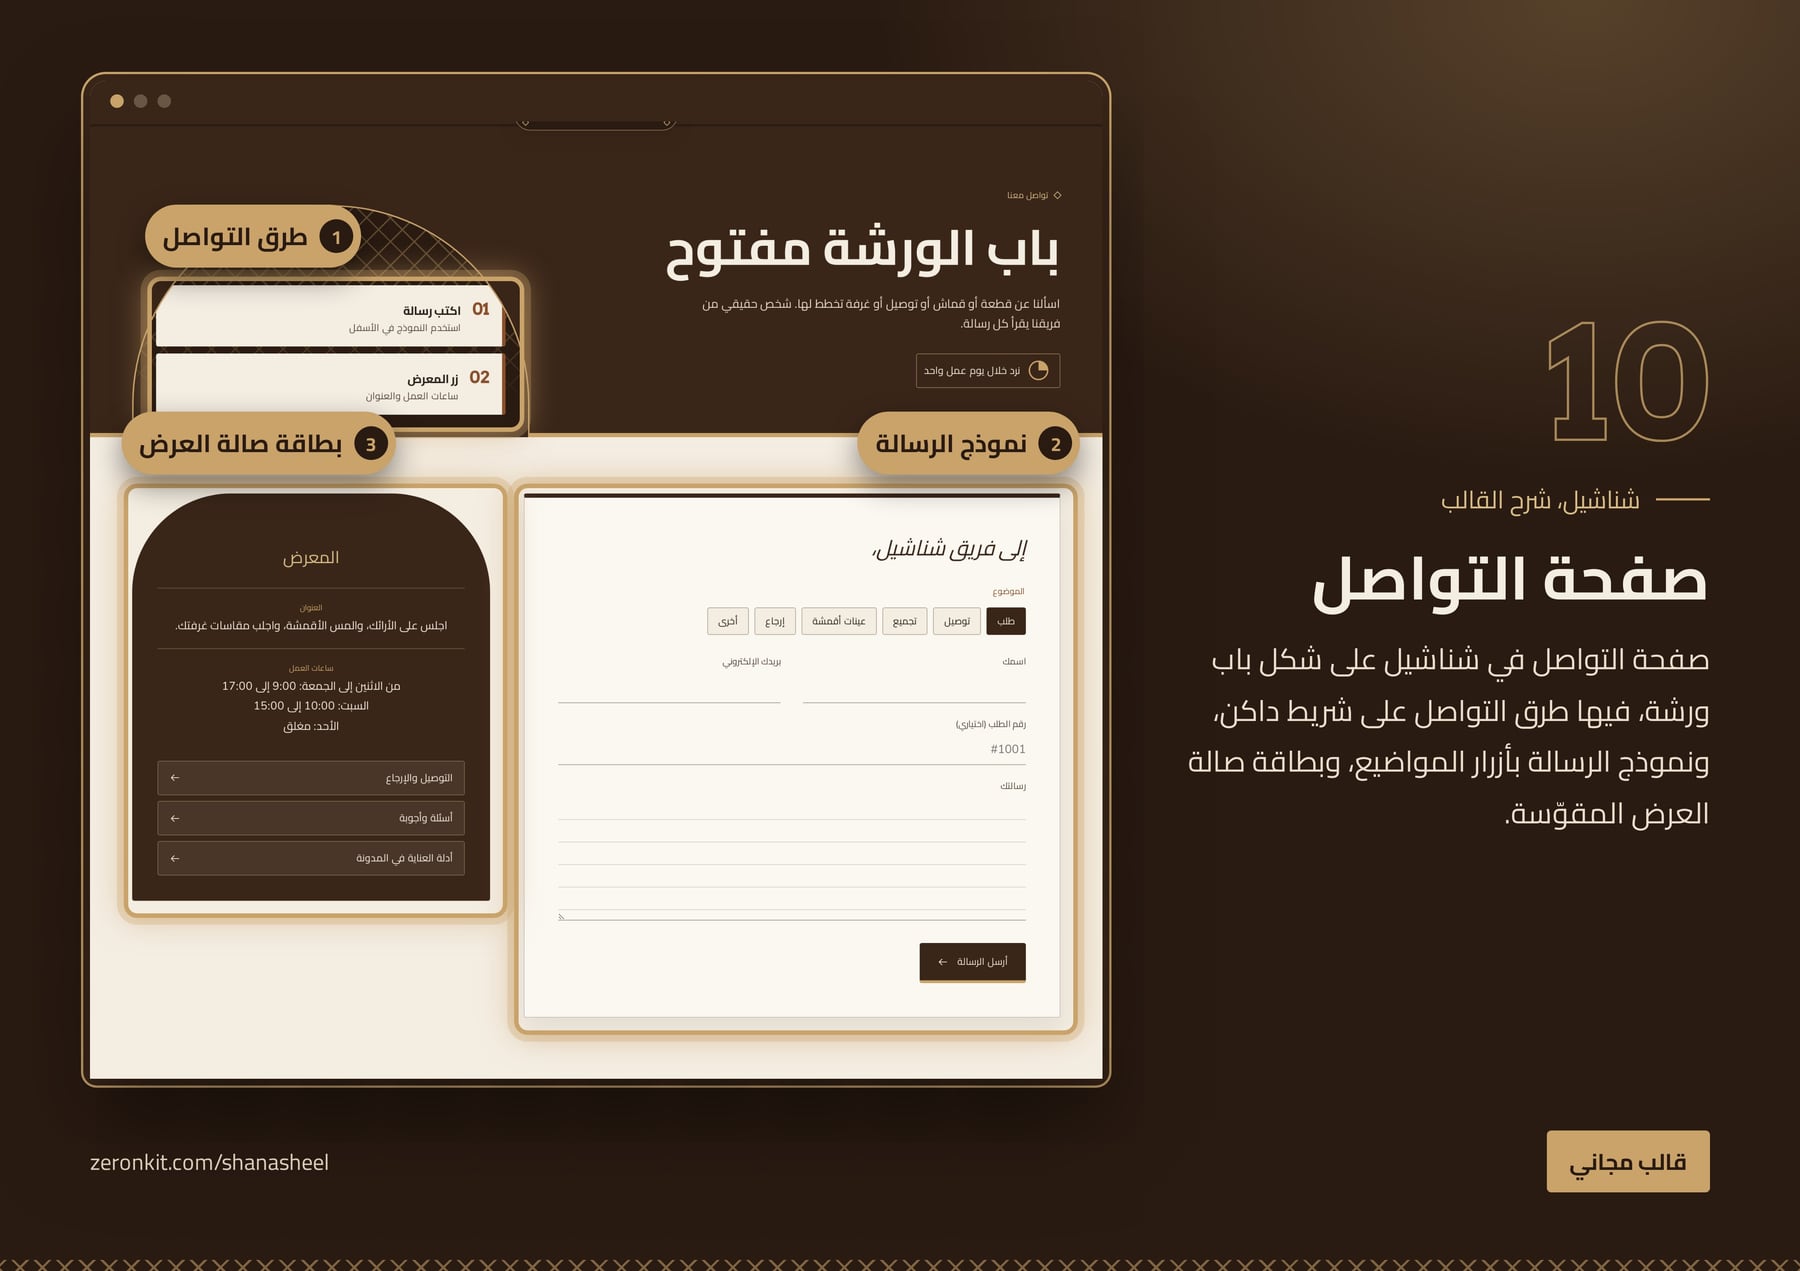 10
شناشيل، شرح القالب
صفحة التواصل
صفحة التواصل في شناشيل على شكل باب
ورشة، فيها طرق التواصل على شريط داكن،
ونموذج الرسالة بأزرار المواضيع، وبطاقة صالة
العرض المقوّسة.
قالب مجاني
تواصل معنا
باب الورشة مفتوح
اسألنا عن قطعة أو قماش أو توصيل أو غرفة تخطط لها. شخص حقيقي من
فريقنا يقرأ كل رسالة.
نرد خلال يوم عمل واحد
1 طرق التواصل
01 اكتب رسالة
استخدم النموذج في الأسفل
02 زر المعرض
ساعات العمل والعنوان
2 نموذج الرسالة
إلى فريق شناشيل،
الموضوع
طلب توصيل تجميع عينات أقمشة إرجاع أخرى
اسمك بريدك الإلكتروني
رقم الطلب (اختياري)
#1001
رسالتك
أرسل الرسالة ←
3 بطاقة صالة العرض
المعرض
العنوان
اجلس على الأرائك، والمس الأقمشة، واجلب مقاسات غرفتك.
ساعات العمل
من الاثنين إلى الجمعة: 9:00 إلى 17:00
السبت: 10:00 إلى 15:00
الأحد: مغلق
التوصيل والإرجاع ←
أسئلة وأجوبة ←
أدلة العناية في المدونة ←
zeronkit.com/shanasheel